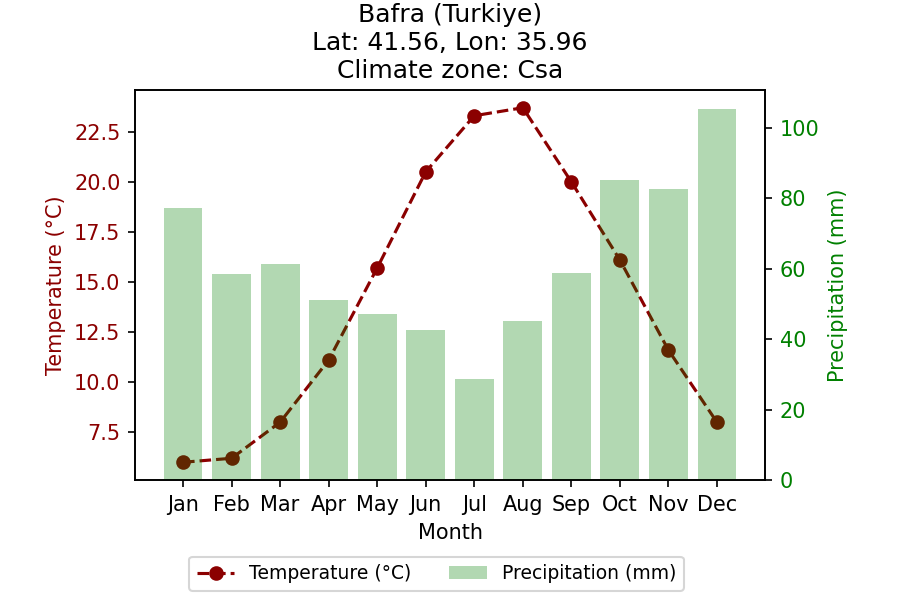 Bafra (Turkiye)
Lat: 41.56, Lon: 35.96
Climate zone: Csa
Temperature (°C)
22.5
20.0
17.5
15.0
12.5
10.0
7.5
100
80
60
40
20
0
Precipitation (mm)
Jan Feb Mar Apr May Jun Jul Aug Sep Oct Nov Dec
Month
Temperature (°C) Precipitation (mm)